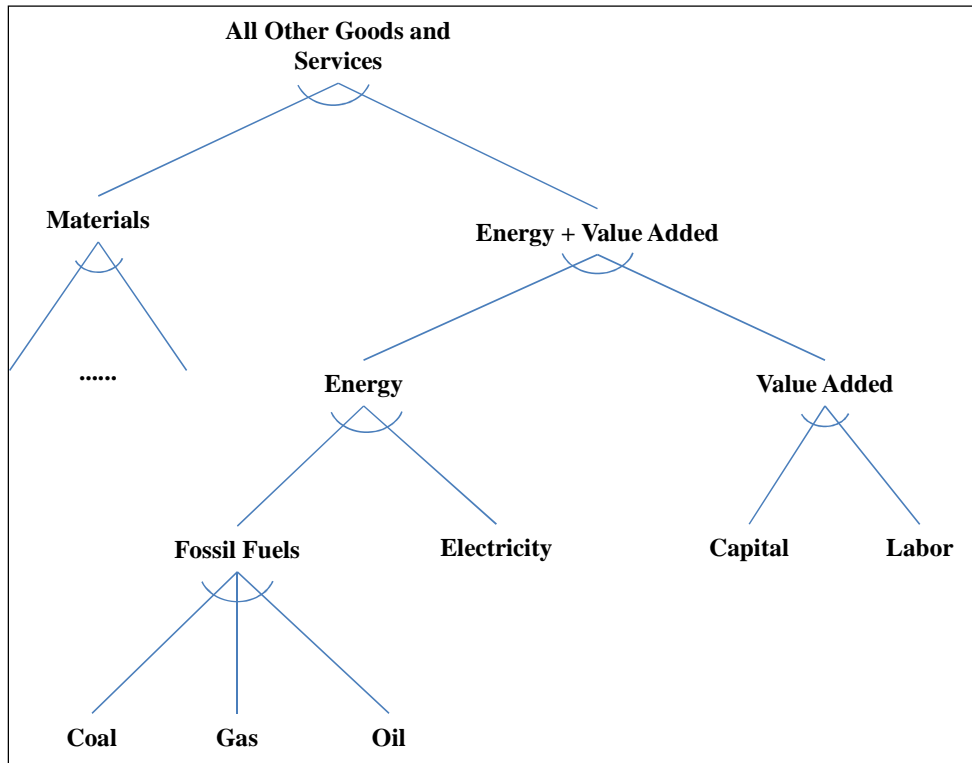 All Other Goods and
Services
Materials
Energy + Value Added
......
Energy
Value Added
Fossil Fuels
Electricity
Capital
Labor
Coal
Gas
Oil